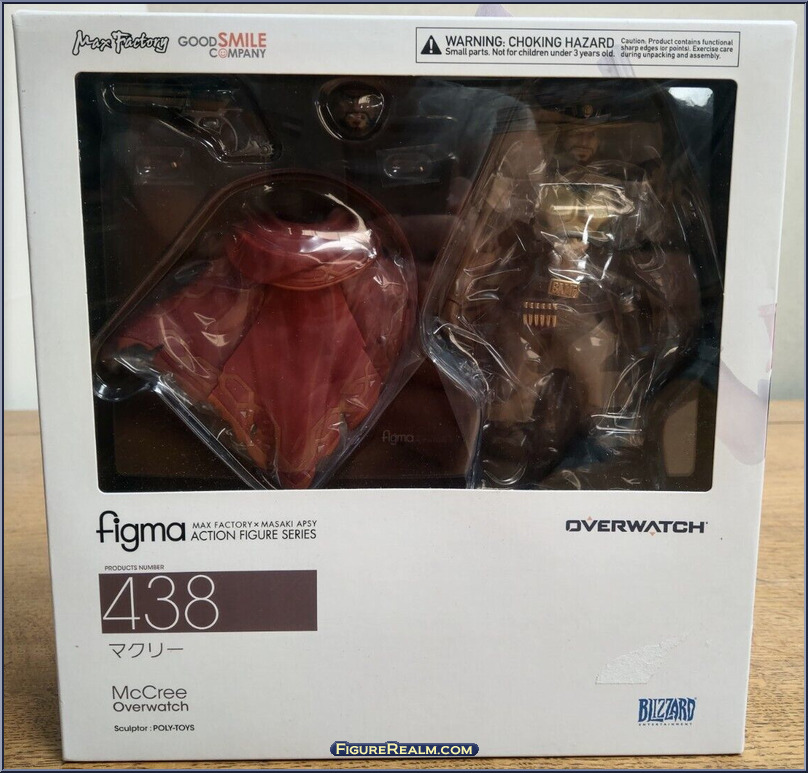 Max Factory
GOOD SMILE
COMPANY
WARNING: CHOKING HAZARD
Small parts. Not for children under 3 years old.
Caution: Product contains functional
sharp edges (or points). Exercise care
during unpacking and assembly.
figma
figma
MAX FACTORY × MASAKI APSY
ACTION FIGURE SERIES
OVERWATCH
PRODUCTS NUMBER
438
マクリー
McCree
Overwatch
Sculptor : POLY-TOYS
BLIZZARD
ENTERTAINMENT
FIGUREREALM.COM